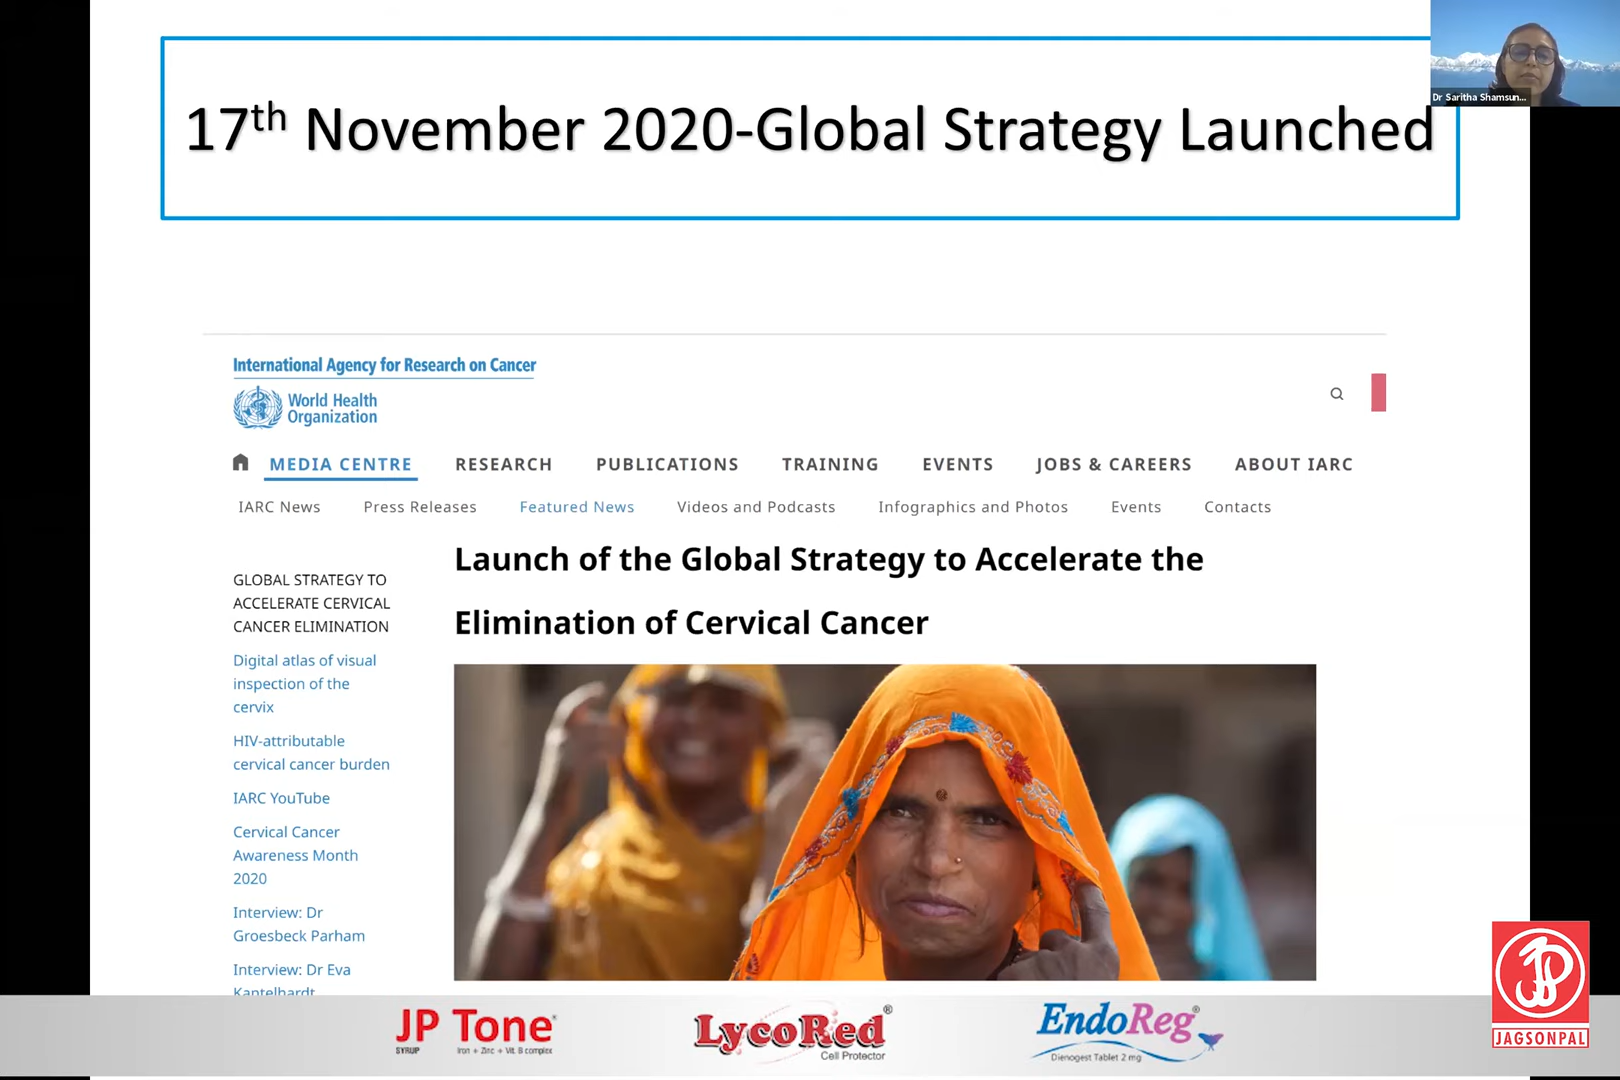 17th November 2020-Global Strategy Launched
Dr Saritha Shamsun...
International Agency for Research on Cancer
World Health
Organization
MEDIA CENTRE RESEARCH PUBLICATIONS TRAINING EVENTS JOBS & CAREERS ABOUT IARC
IARC News Press Releases Featured News Videos and Podcasts Infographics and Photos Events Contacts
Launch of the Global Strategy to Accelerate the
Elimination of Cervical Cancer
GLOBAL STRATEGY TO
ACCELERATE CERVICAL
CANCER ELIMINATION
Digital atlas of visual
inspection of the
cervix
HIV-attributable
cervical cancer burden
IARC YouTube
Cervical Cancer
Awareness Month
2020
Interview: Dr
Groesbeck Parham
Interview: Dr Eva
Kantelhardt
JP Tone
SYRUP Iron + Zinc + Vit. B complex
LycoRed®
Cell Protector
EndoReg®
Dienogest Tablet 2 mg
JAGSONPAL